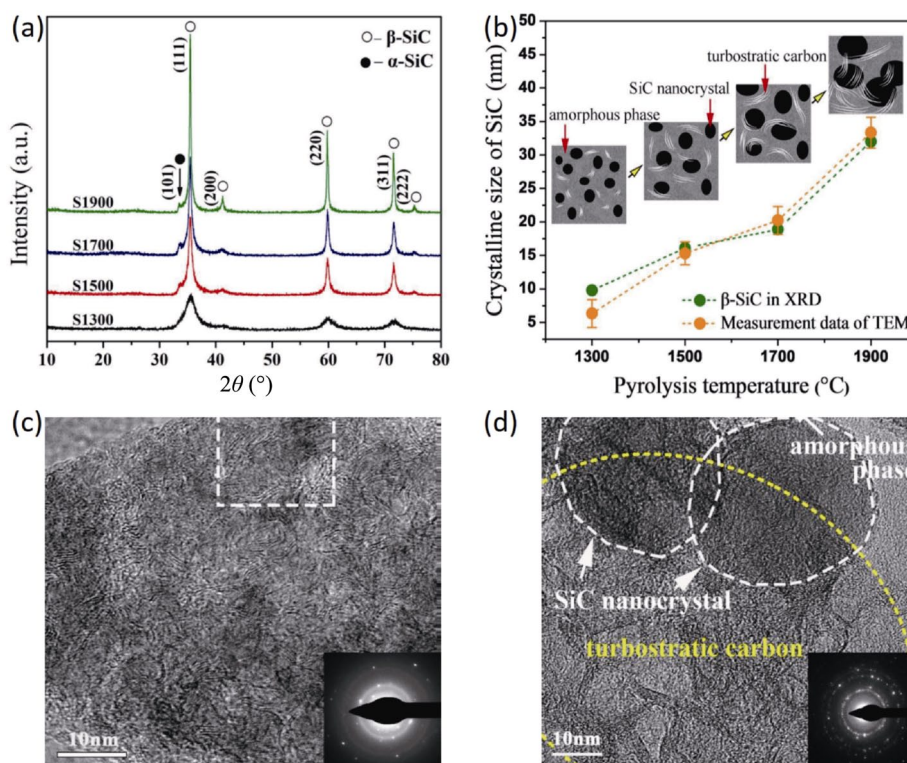 (a)
(111)
○– β-SiC
●– α-SiC
(101)
(200)
(220)
(311)
(222)
S1900
S1700
S1500
S1300
Intensity (a.u.)
10 20 30 40 50 60 70 80
2θ (°)
(b)
Crystalline size of SiC (nm)
50
45
40
35
30
25
20
15
10
5
turbostratic carbon
SiC nanocrystal
amorphous phase
β-SiC in XRD
Measurement data of TEM
1300 1500 1700 1900
Pyrolysis temperature (°C)
(c)
10nm
(d)
amorphou
phase
SiC nanocrystal
turbostratic carbon
10nm